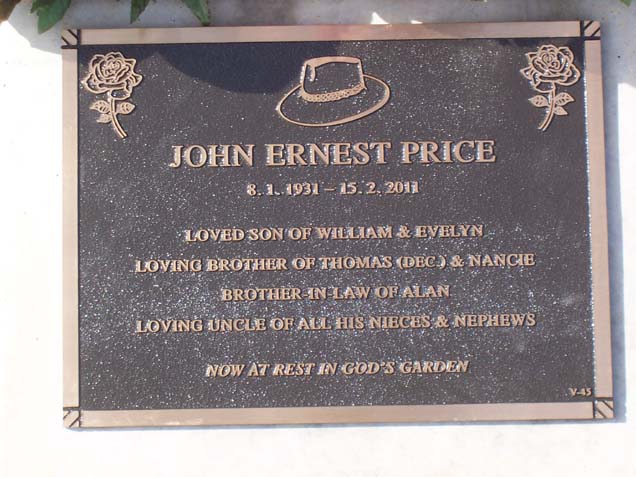 JOHN ERNEST PRICE
8. 1. 1931 – 15. 2. 2011
LOVED SON OF WILLIAM & EVELYN
LOVING BROTHER OF THOMAS (DEC.) & NANCIE
BROTHER-IN-LAW OF ALAN
LOVING UNCLE OF ALL HIS NIECES & NEPHEWS
NOW AT REST IN GOD'S GARDEN
V-45